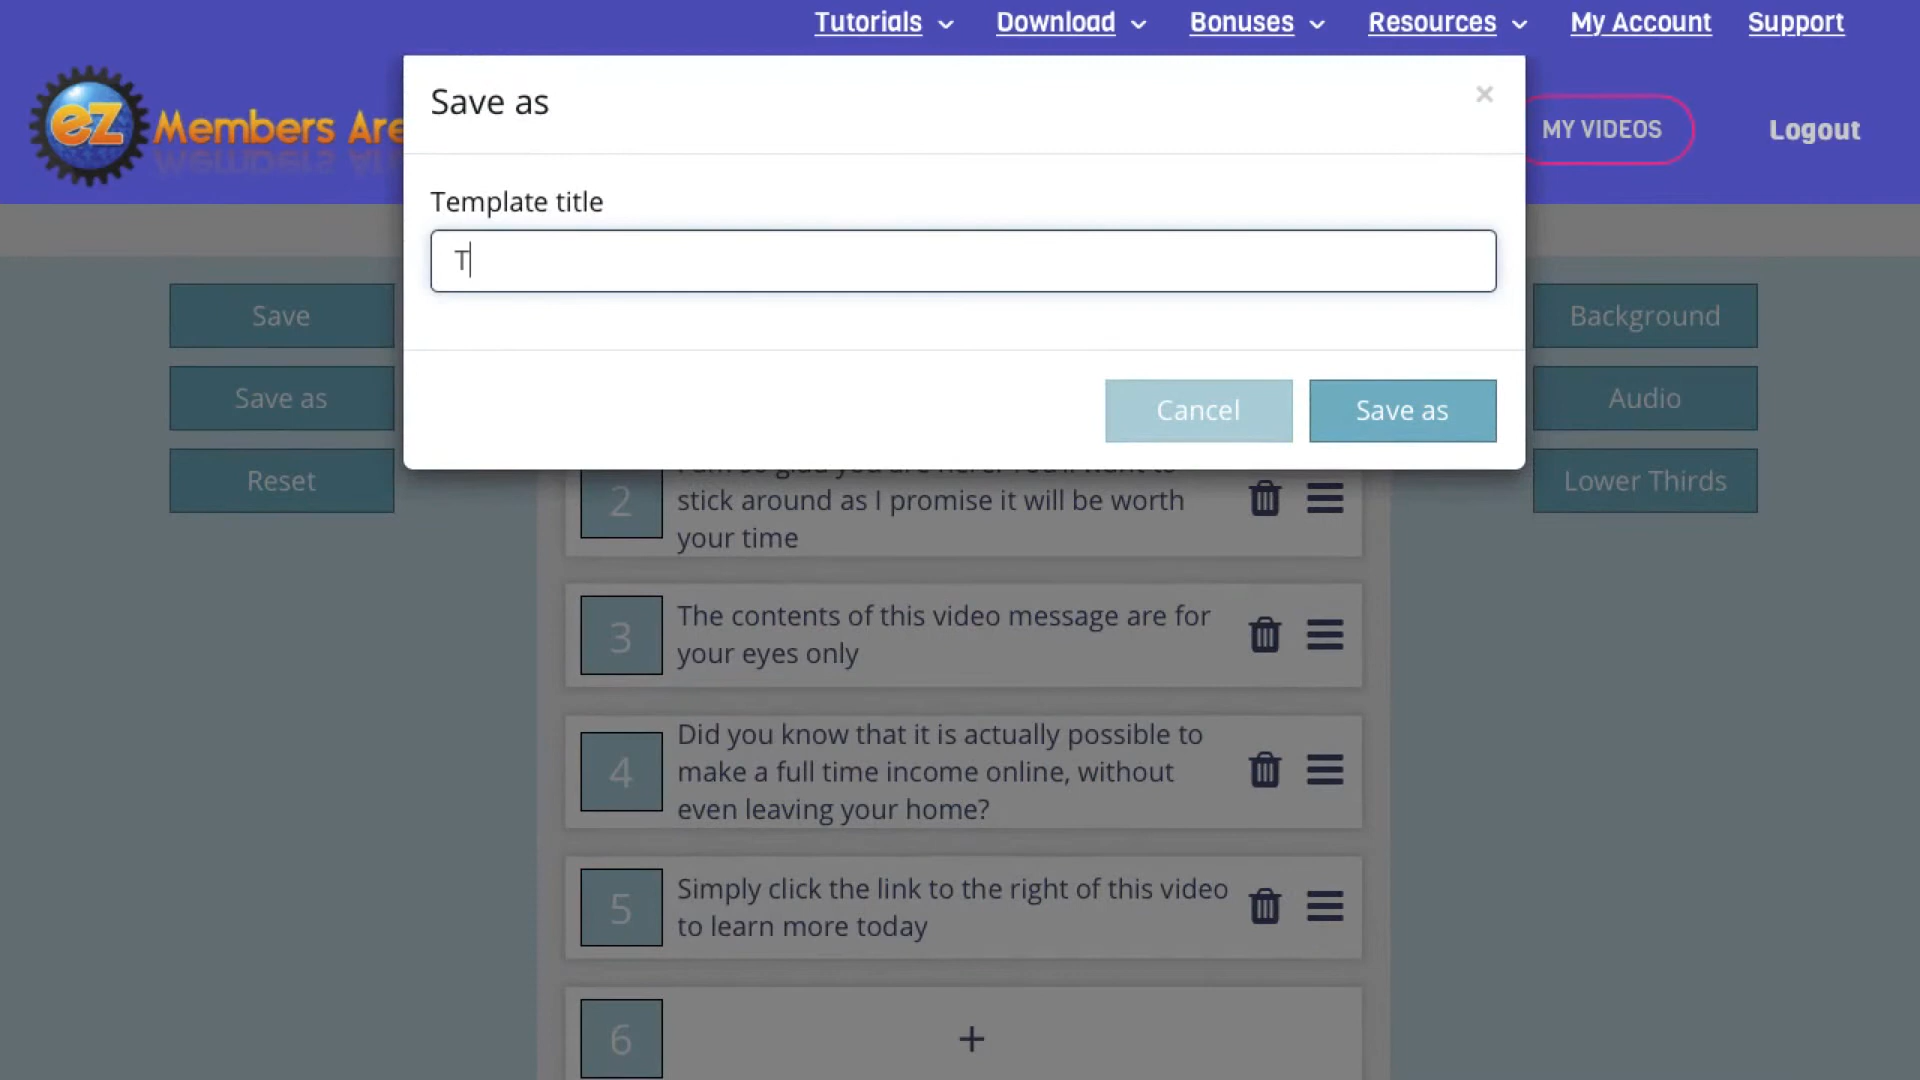 Tutorials Download Bonuses Resources My Account Support
Save as
×
eZ Members Are
MY VIDEOS
Logout
Template title
T
Save
Save as
Reset
Cancel
Save as
Background
Audio
Lower Thirds
2
stick around as I promise it will be worth
your time
3
The contents of this video message are for
your eyes only
4
Did you know that it is actually possible to
make a full time income online, without
even leaving your home?
5
Simply click the link to the right of this video
to learn more today
6
+